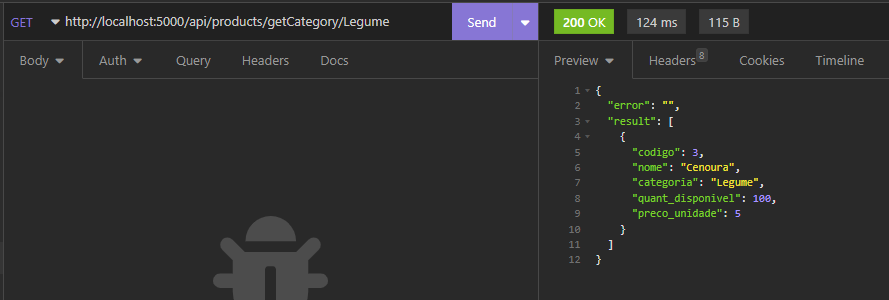 GET http://localhost:5000/api/products/getCategory/Legume Send 200 OK 124 ms 115 B
Body Auth Query Headers Docs Preview Headers 8 Cookies Timeline
1 {
2 "error": "",
3 "result": [
4 {
5 "codigo": 3,
6 "nome": "Cenoura",
7 "categoria": "Legume",
8 "quant_disponivel": 100,
9 "preco_unidade": 5
10 }
11 ]
12 }